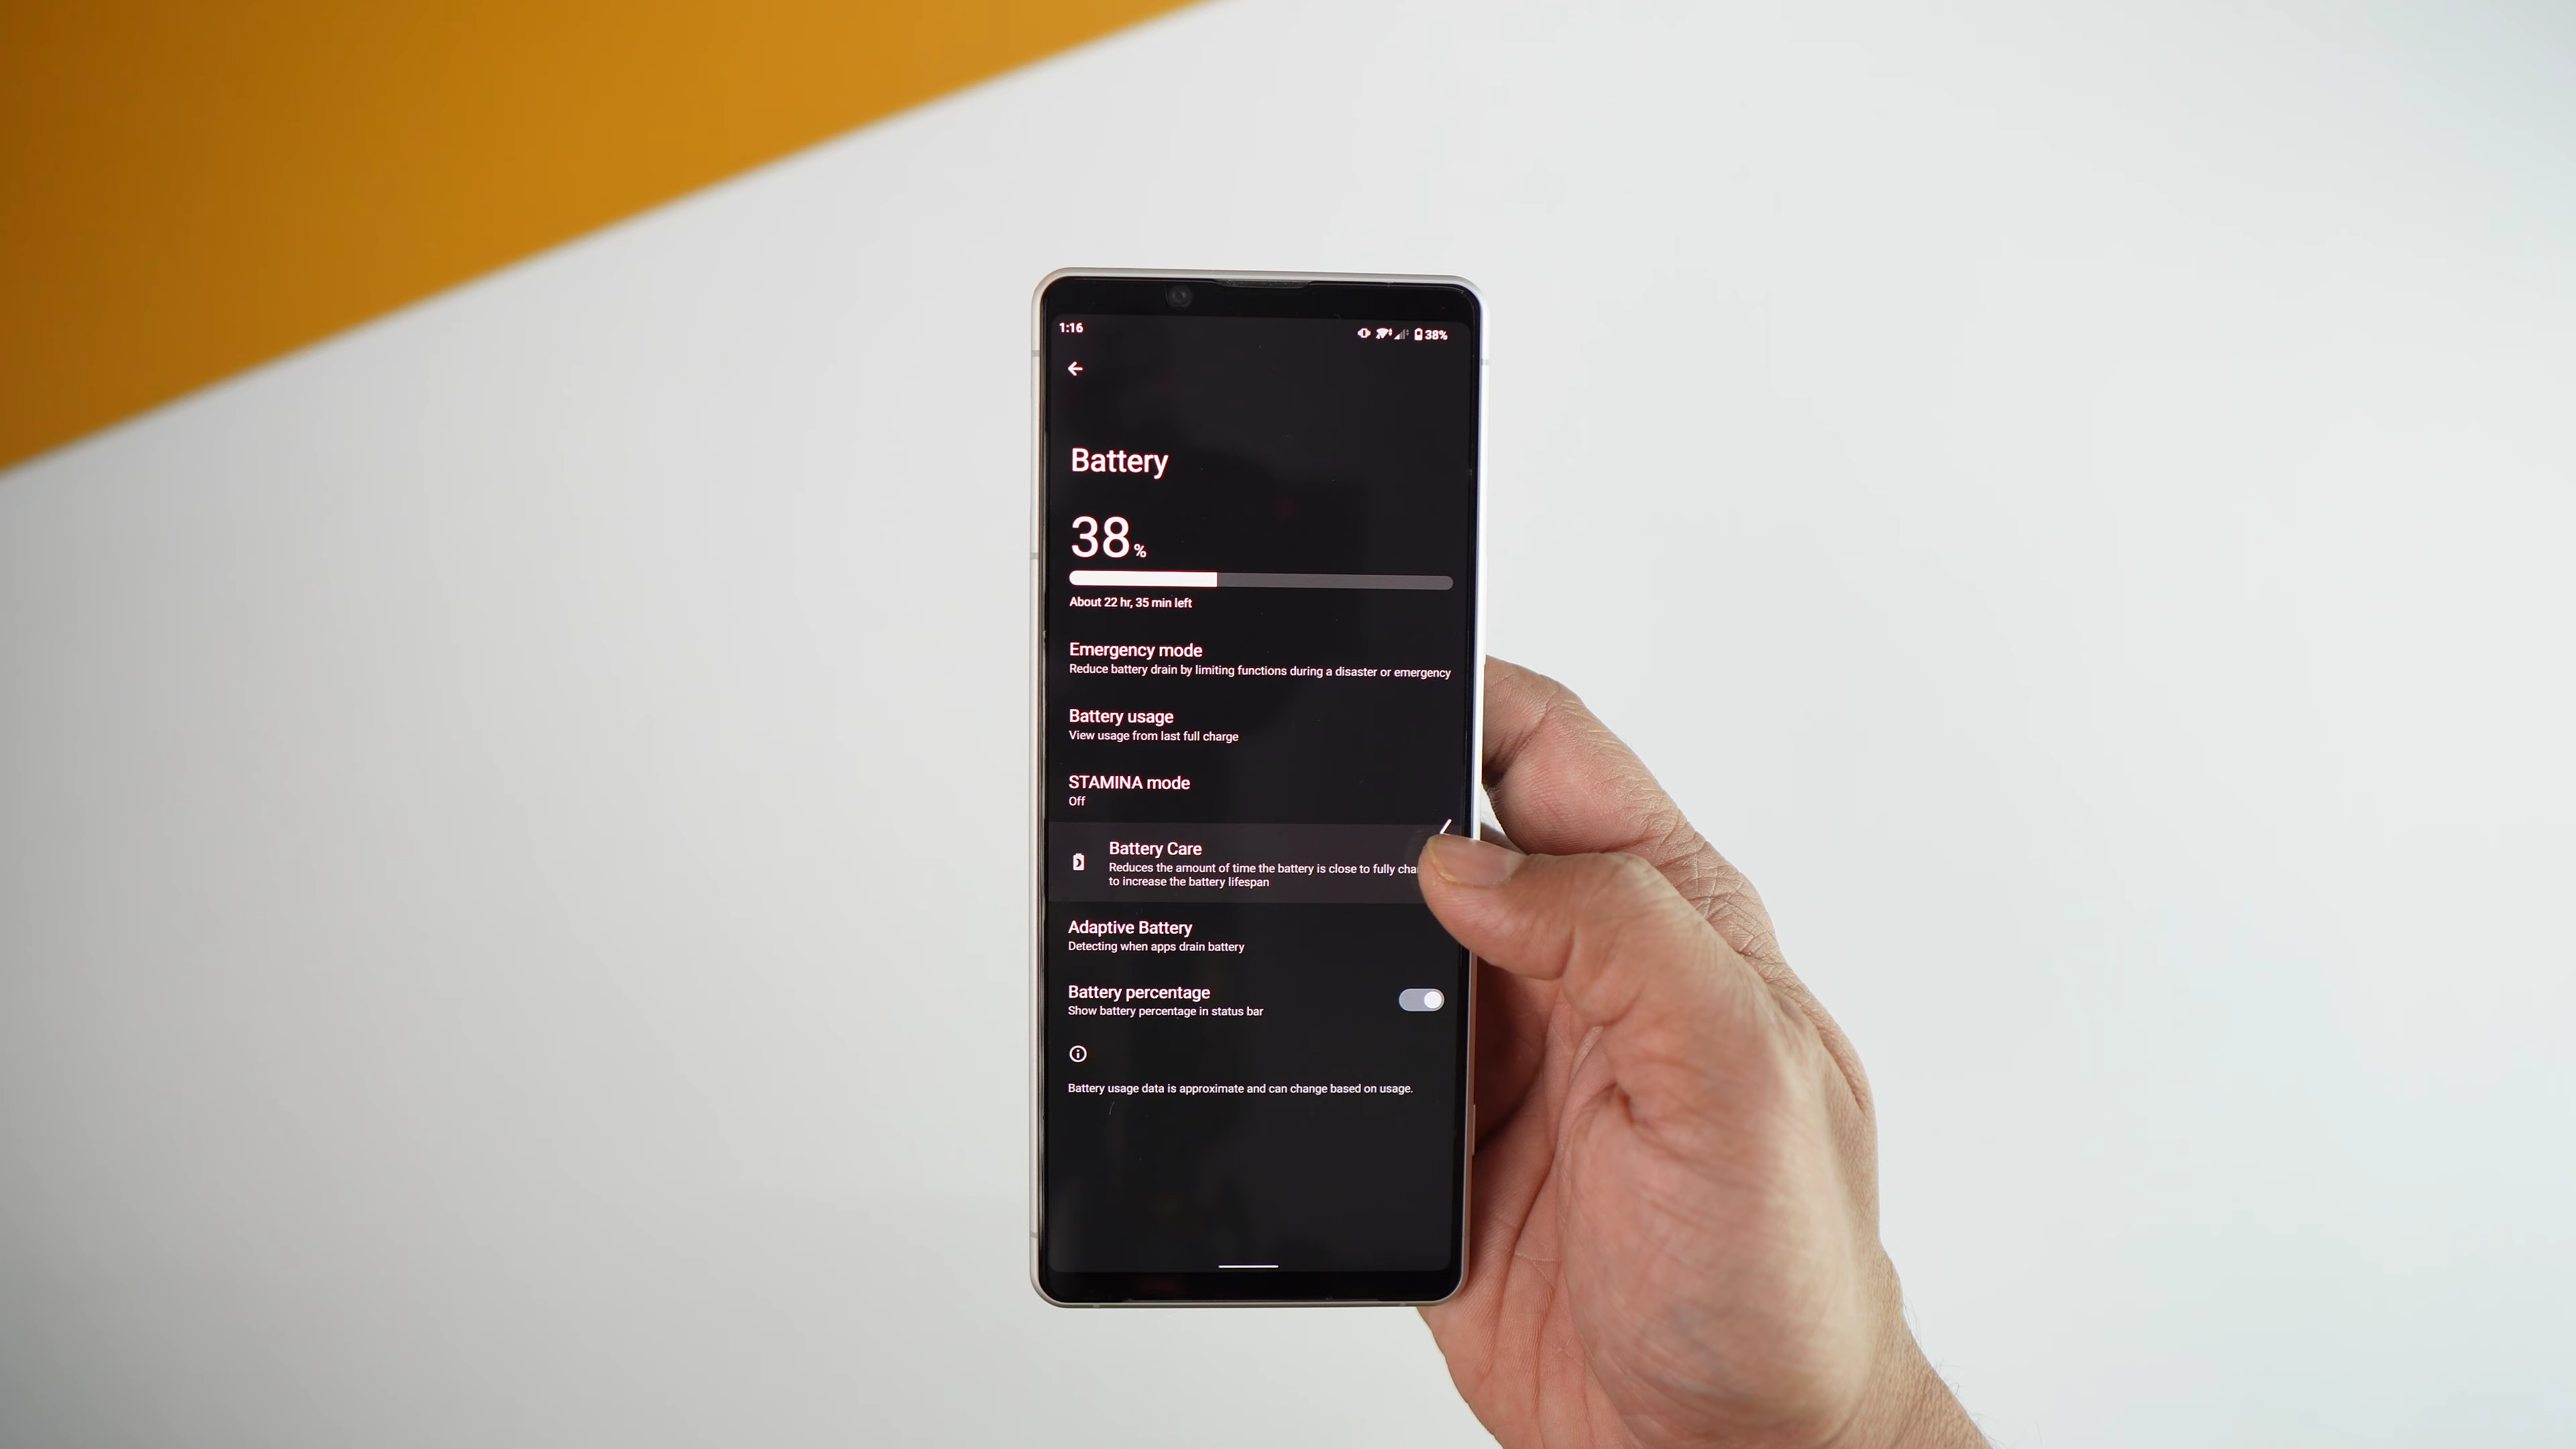 1:16
38%
Battery
38 %
About 22 hr, 35 min left
Emergency mode
Reduce battery drain by limiting functions during a disaster or emergency
Battery usage
View usage from last full charge
STAMINA mode
Off
Battery Care
Reduces the amount of time the battery is close to fully
to increase the battery lifespan
Adaptive Battery
Detecting when apps drain battery
Battery percentage
Show battery percentage in status bar
Battery usage data is approximate and can change based on usage.